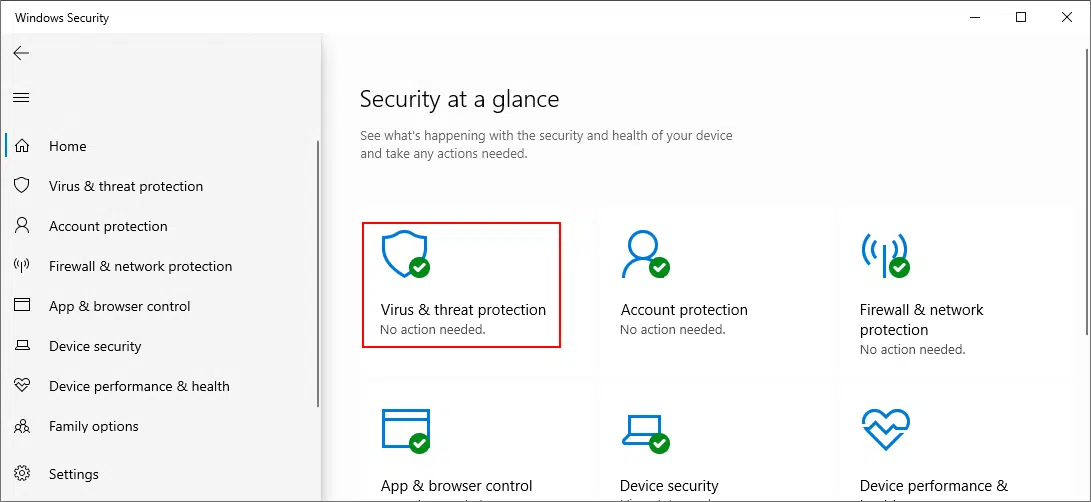 Windows Security
Home
Virus & threat protection
Account protection
Firewall & network protection
App & browser control
Device security
Device performance & health
Family options
Settings
Security at a glance
See what's happening with the security and health of your device
and take any actions needed.
Virus & threat protection
No action needed.
Account protection
No action needed.
Firewall & network
protection
No action needed.
App & browser control
Device security
Device performance &